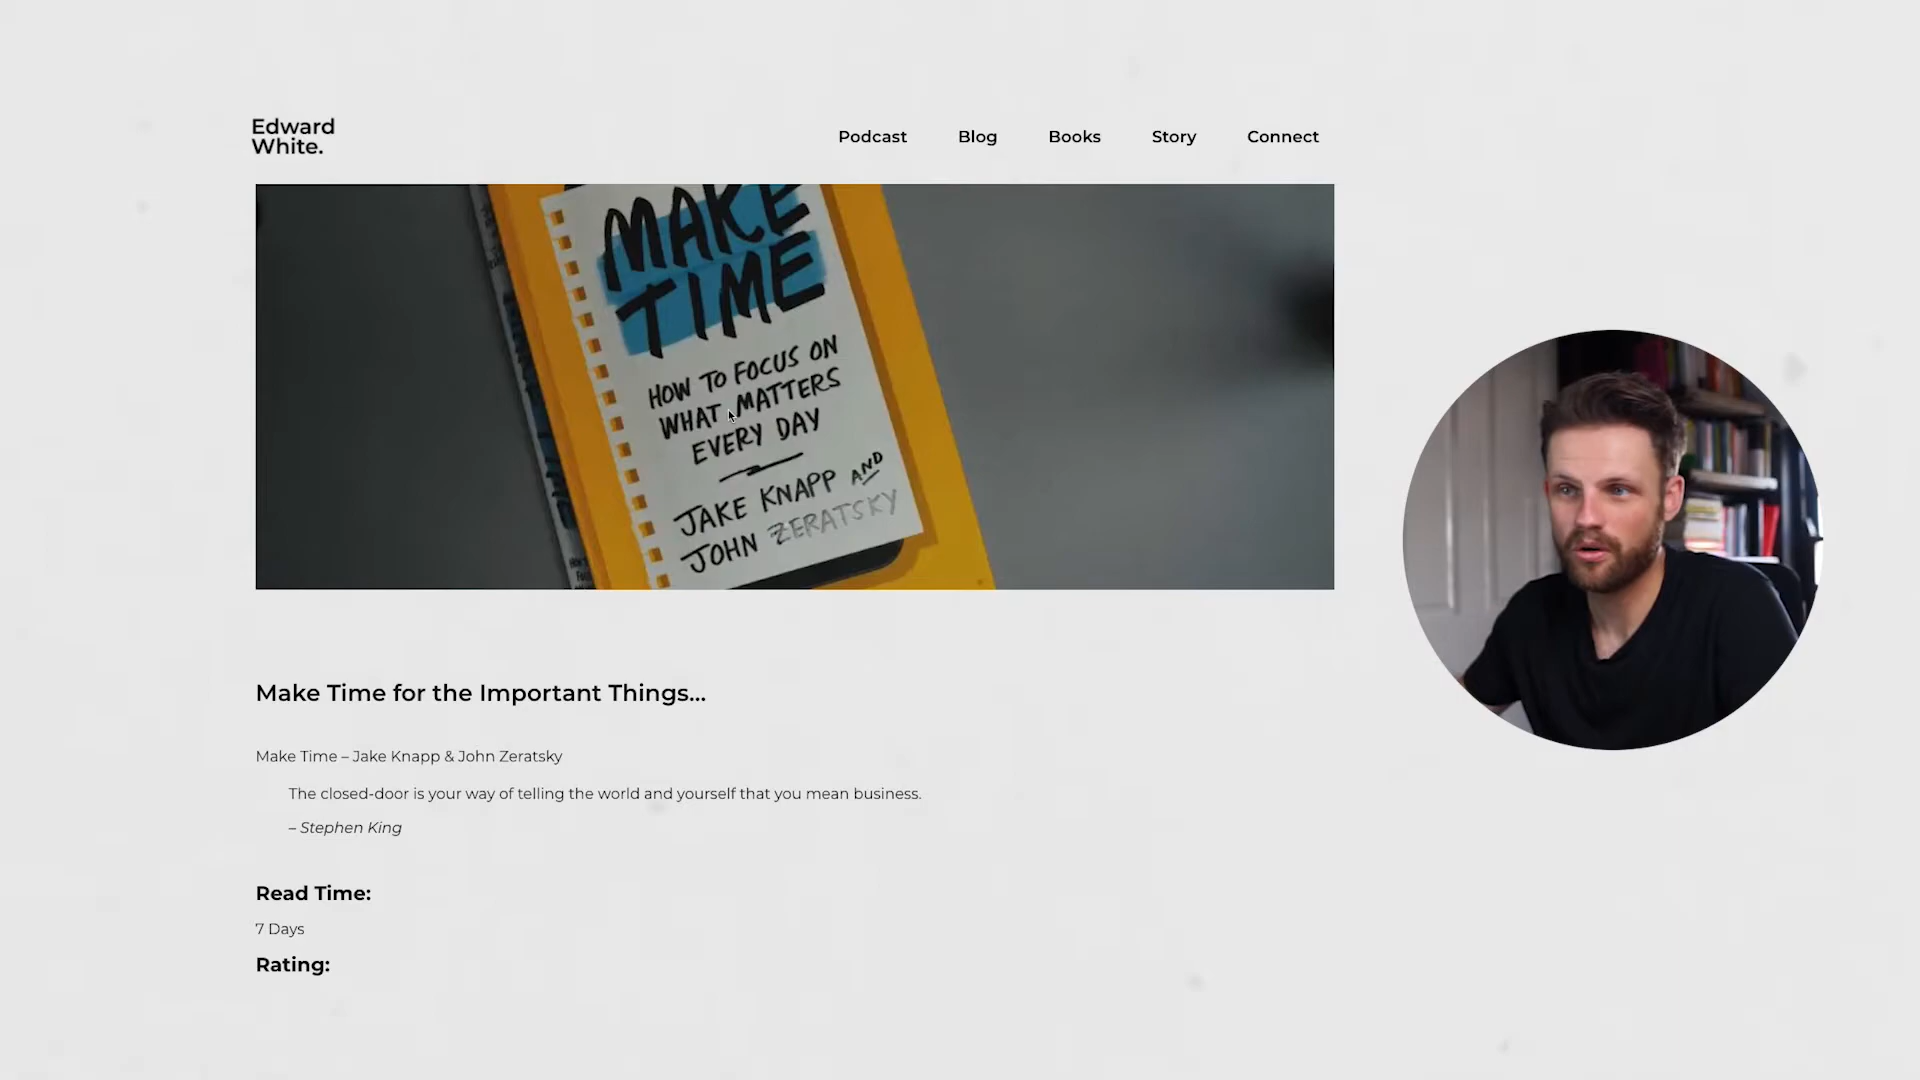 Edward
White.
Podcast Blog Books Story Connect
MAKE
TIME
HOW TO FOCUS ON
WHAT MATTERS
EVERY DAY
JAKE KNAPP AND
JOHN ZERATSKY
Make Time for the Important Things...
Make Time – Jake Knapp & John Zeratsky
The closed-door is your way of telling the world and yourself that you mean business.
– Stephen King
Read Time:
7 Days
Rating: